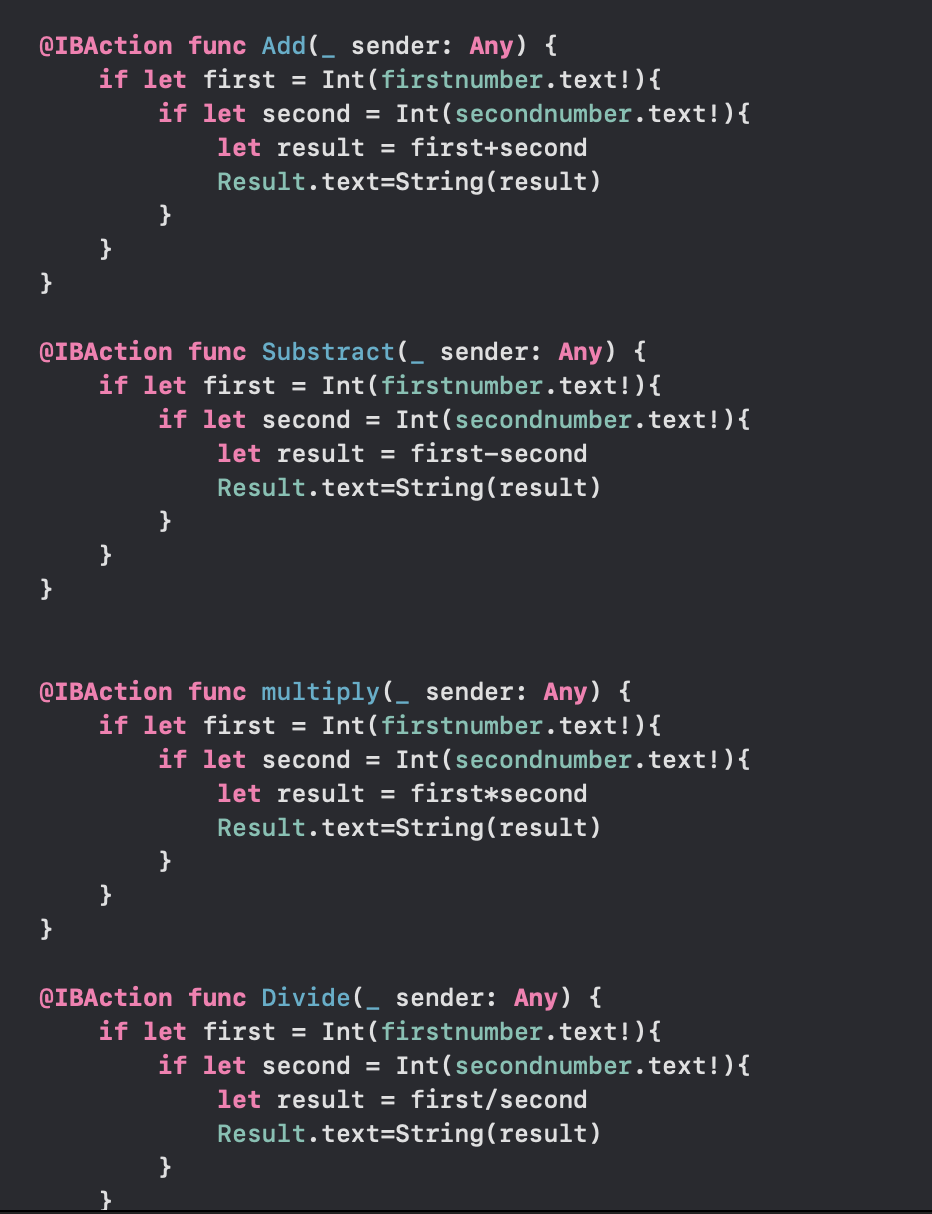 @IBAction func Add(_ sender: Any) {
    if let first = Int(firstnumber.text!){
        if let second = Int(secondnumber.text!){
            let result = first+second
            Result.text=String(result)
        }
    }
}
@IBAction func Substract(_ sender: Any) {
    if let first = Int(firstnumber.text!){
        if let second = Int(secondnumber.text!){
            let result = first-second
            Result.text=String(result)
        }
    }
}
@IBAction func multiply(_ sender: Any) {
    if let first = Int(firstnumber.text!){
        if let second = Int(secondnumber.text!){
            let result = first*second
            Result.text=String(result)
        }
    }
}
@IBAction func Divide(_ sender: Any) {
    if let first = Int(firstnumber.text!){
        if let second = Int(secondnumber.text!){
            let result = first/second
            Result.text=String(result)
        }
    }